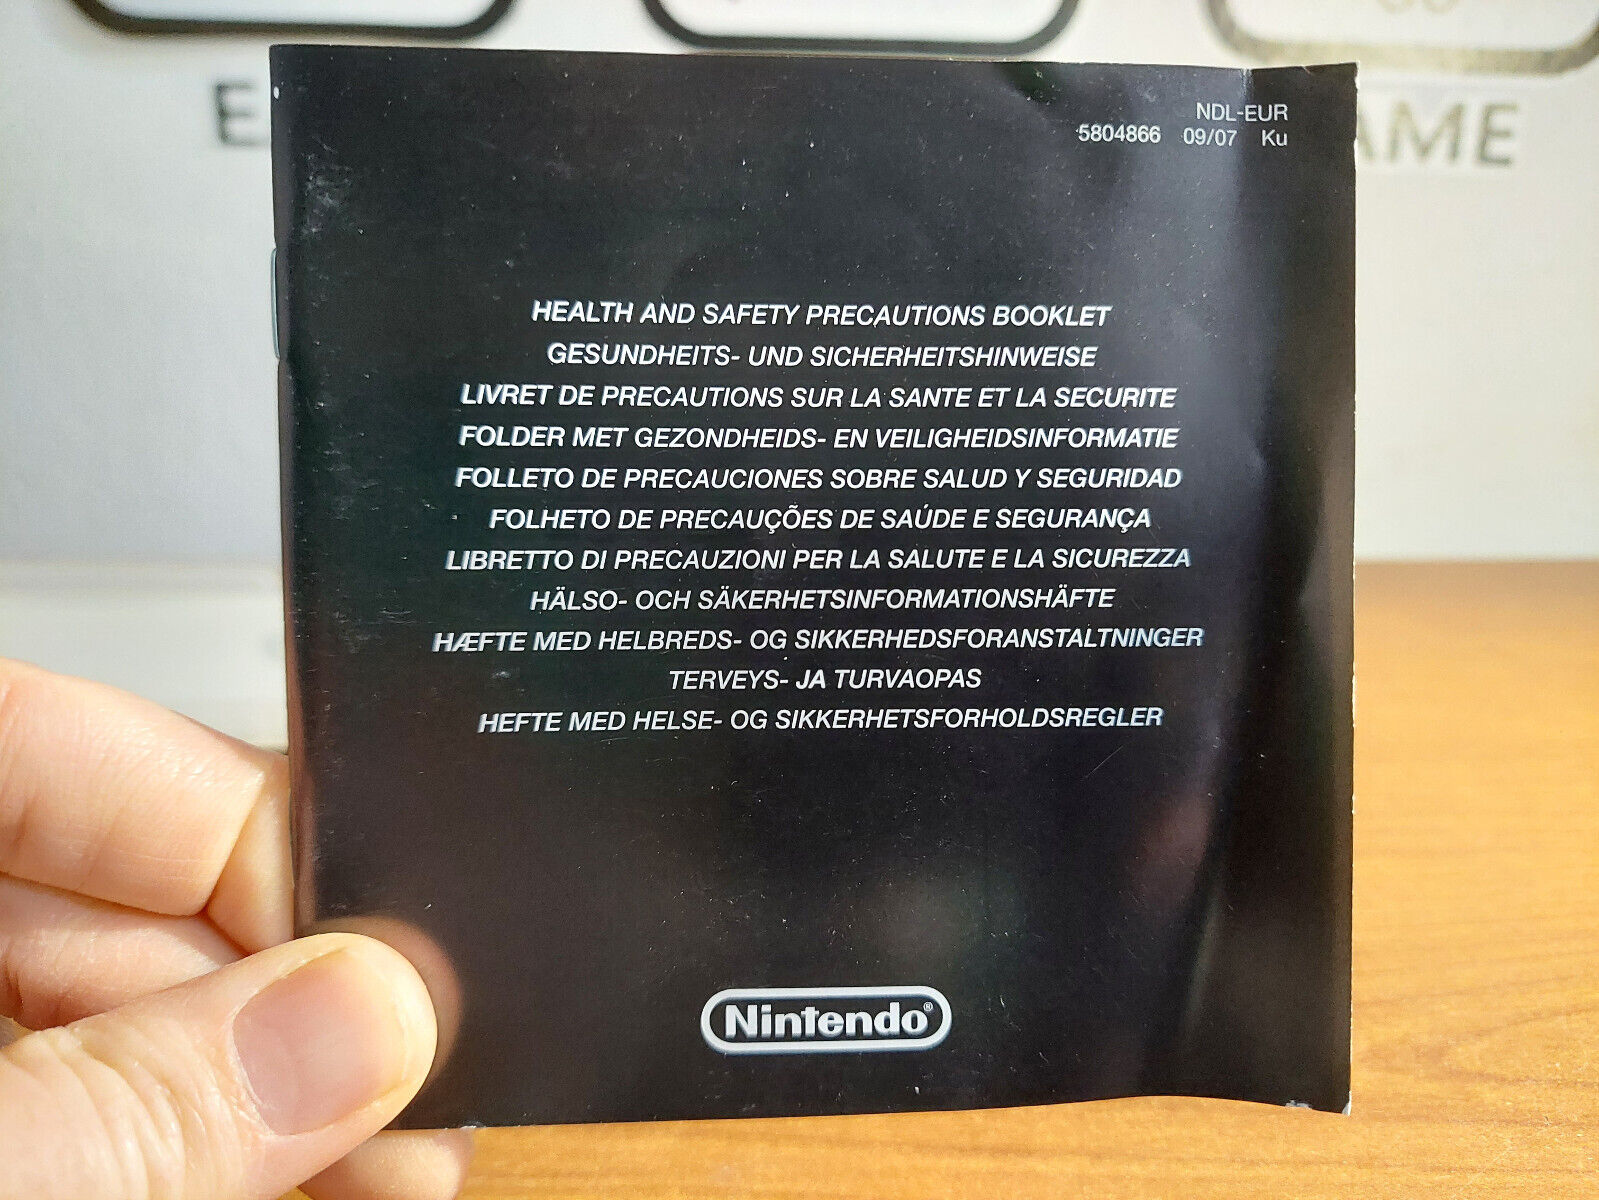 E
AME
NDL-EUR
5804866 09/07 Ku
HEALTH AND SAFETY PRECAUTIONS BOOKLET
GESUNDHEITS- UND SICHERHEITSHINWEISE
LIVRET DE PRECAUTIONS SUR LA SANTE ET LA SECURITE
FOLDER MET GEZONDHEIDS- EN VEILIGHEIDSINFORMATIE
FOLLETO DE PRECAUCIONES SOBRE SALUD Y SEGURIDAD
FOLHETO DE PRECAUÇÕES DE SAÚDE E SEGURANÇA
LIBRETTO DI PRECAUZIONI PER LA SALUTE E LA SICUREZZA
HÄLSO- OCH SÄKERHETSINFORMATIONSHÄFTE
HÆFTE MED HELBREDS- OG SIKKERHEDSFORANSTALTNINGER
TERVEYS- JA TURVAOPAS
HEFTE MED HELSE- OG SIKKERHETSFORHOLDSREGLER
Nintendo®